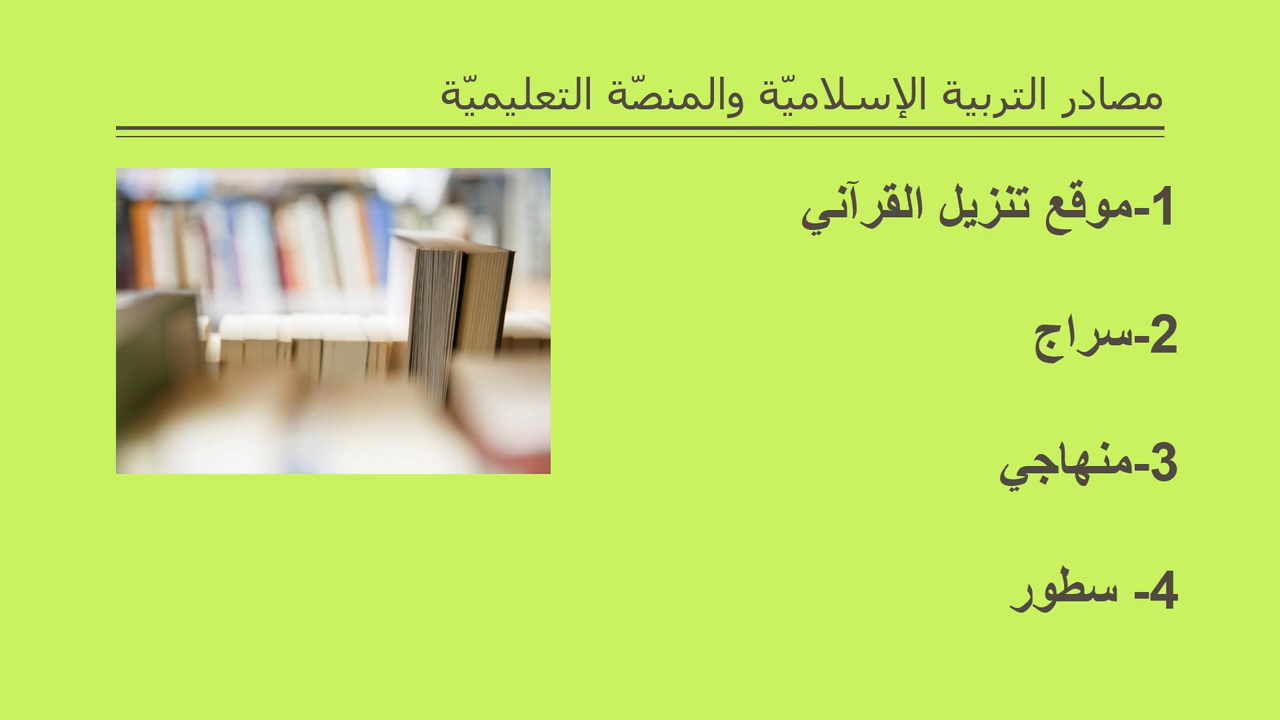 مصادر التربية الإسلاميّة والمنصّة التعليميّة
1-موقع تنزيل القرآني
2-سراج
3-منهاجي
4- سطور